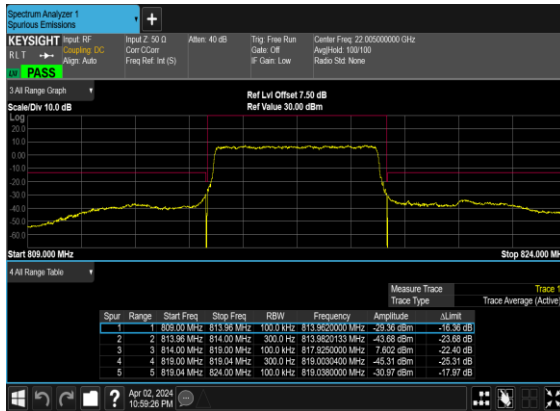 Spectrum Analyzer 1
Spurious Emissions
KEYSIGHT Input: RF Input Z: 50 Ω Atten: 40 dB Trig: Free Run Center Freq: 22.005000000 GHz
RLT Coupling: DC Corr CCorr Gate: Off Avg|Hold: 100/100
Align: Auto Freq Ref: Int (S) IF Gain: Low Radio Std: None
PASS
3 All Range Graph
Ref Lvl Offset 7.50 dB
Scale/Div 10.0 dB Ref Value 30.00 dBm
Log
20.0
10.0
0.00
-10.0
-20.0
-30.0
-40.0
-50.0
-60.0
Start 809.000 MHz Stop 824.000 MH
4 All Range Table
Measure Trace Trace 1
Trace Type Trace Average (Active)
Spur Range Start Freq Stop Freq RBW Frequency Amplitude ΔLimit
1 1 809.00 MHz 813.96 MHz 100.0 kHz 813.9620000 MHz -29.36 dBm -16.36 dB
2 2 813.96 MHz 814.00 MHz 300.0 Hz 813.9820133 MHz -43.68 dBm -23.68 dB
3 3 814.00 MHz 819.00 MHz 100.0 kHz 817.9250000 MHz 7.602 dBm -22.40 dB
4 4 819.00 MHz 819.04 MHz 300.0 Hz 819.0030400 MHz -45.31 dBm -25.31 dB
5 5 819.04 MHz 824.00 MHz 100.0 kHz 819.0380000 MHz -30.97 dBm -17.97 dB
Apr 02, 2024
10:59:26 PM